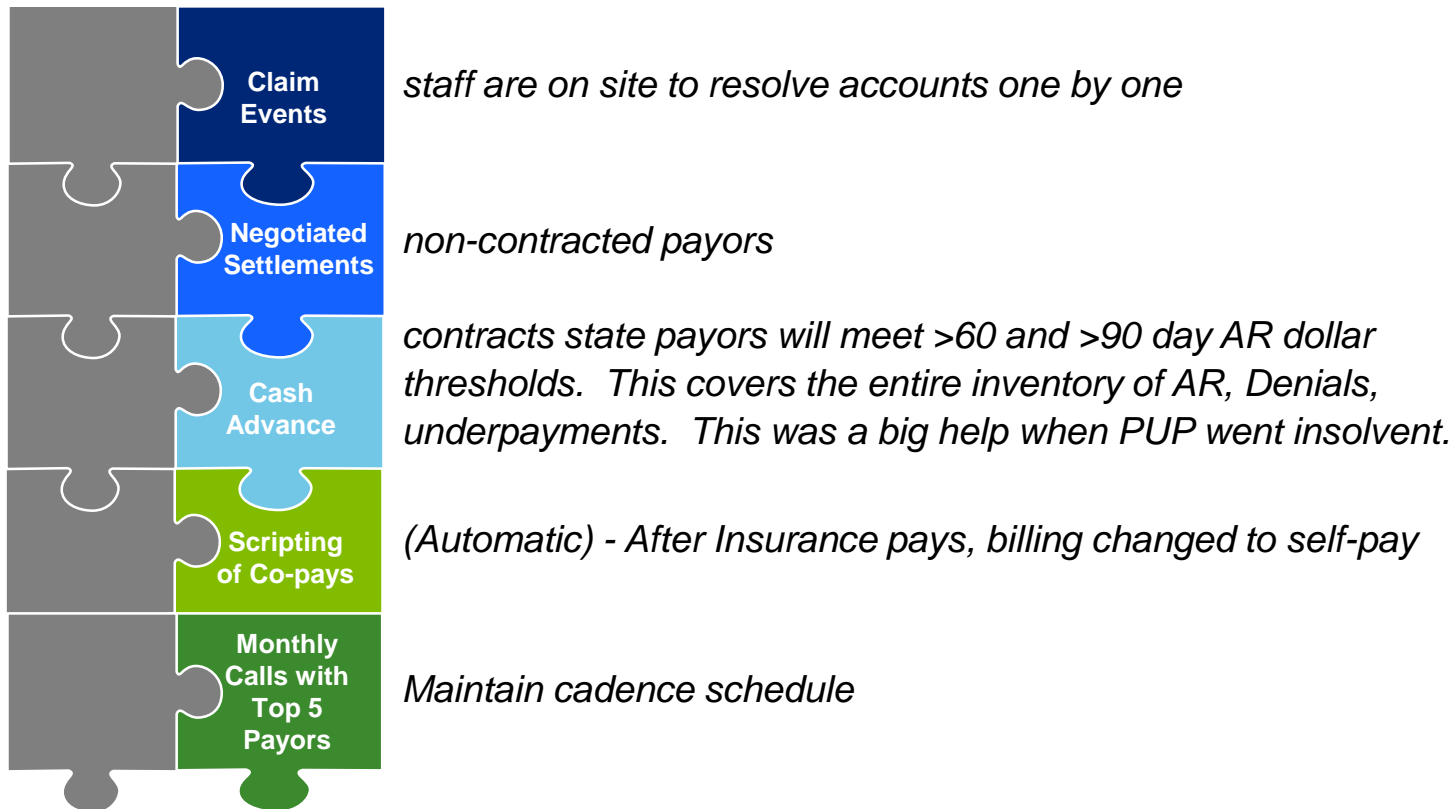 Claim
Events
staff are on site to resolve accounts one by one
Negotiated
Settlements
non-contracted payors
Cash
Advance
contracts state payors will meet >60 and >90 day AR dollar
thresholds.  This covers the entire inventory of AR, Denials,
underpayments.  This was a big help when PUP went insolvent.
Scripting
of Co-pays
(Automatic) - After Insurance pays, billing changed to self-pay
Monthly
Calls with
Top 5
Payors
Maintain cadence schedule